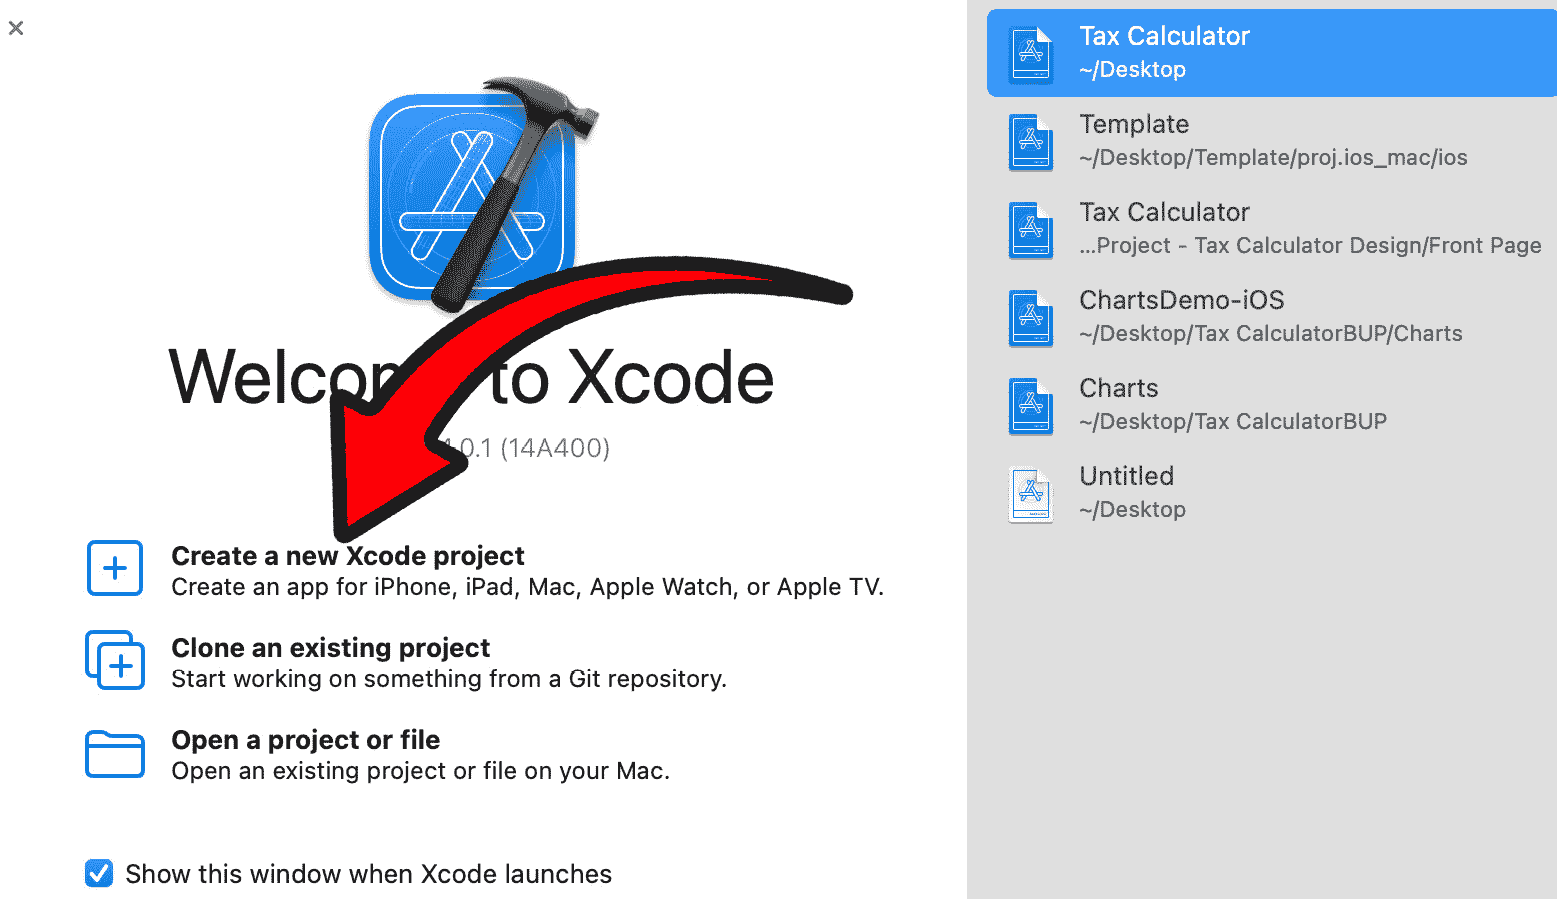 Welcome to Xcode
.0.1 (14A400)
Create a new Xcode project
Create an app for iPhone, iPad, Mac, Apple Watch, or Apple TV.
Clone an existing project
Start working on something from a Git repository.
Open a project or file
Open an existing project or file on your Mac.
Show this window when Xcode launches
Tax Calculator
~/Desktop
Template
~/Desktop/Template/proj.ios_mac/ios
Tax Calculator
...Project - Tax Calculator Design/Front Page
ChartsDemo-iOS
~/Desktop/Tax CalculatorBUP/Charts
Charts
~/Desktop/Tax CalculatorBUP
Untitled
~/Desktop